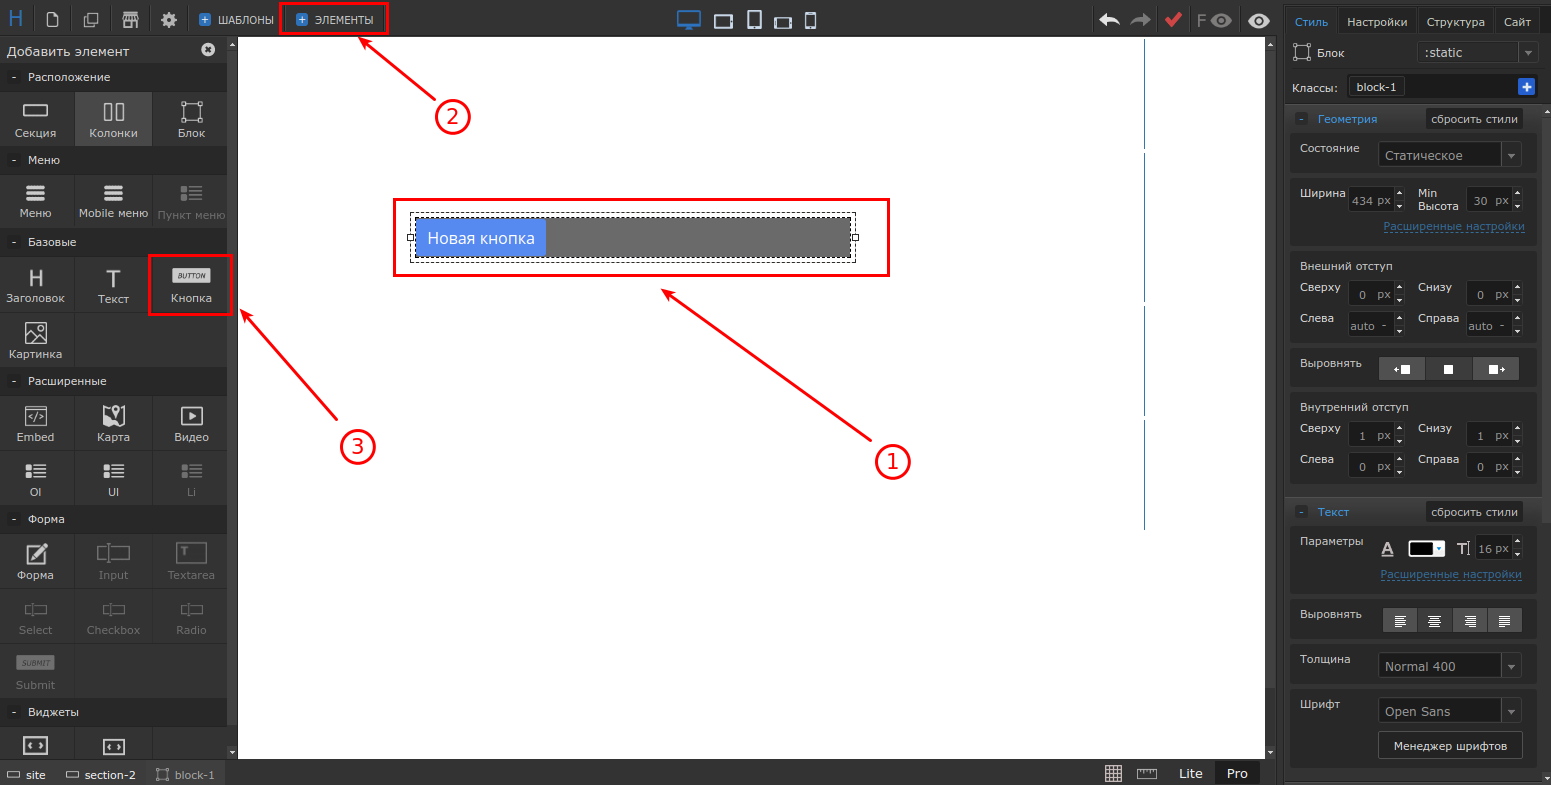 H
ШАБЛОНЫ
ЭЛЕМЕНТЫ
F
Добавить элемент
Расположение
Секция Колонки Блок
Меню
Меню Mobile меню Пункт меню
Базовые
H T BUTTON
Заголовок Текст Кнопка
Картинка
Расширенные
Embed Карта Видео
Ol Ul Li
Форма
T
Форма Input Textarea
Select Checkbox Radio
SUBMIT
Submit
Виджеты
site section-2 block-1
2
Новая кнопка
1
3
Lite Pro
Стиль Настройки Структура Сайт
Блок :static
Классы: block-1
Геометрия сбросить стили
Состояние Статическое
Ширина 434 px Min Высота 30 px
Расширенные настройки
Внешний отступ
Сверху 0 px Снизу 0 px
Слева auto - Справа auto -
Выровнять
Внутренний отступ
Сверху 1 px Снизу 1 px
Слева 0 px Справа 0 px
Текст сбросить стили
Параметры A T 16 px
Расширенные настройки
Выровнять
Толщина Normal 400
Шрифт Open Sans
Менеджер шрифтов